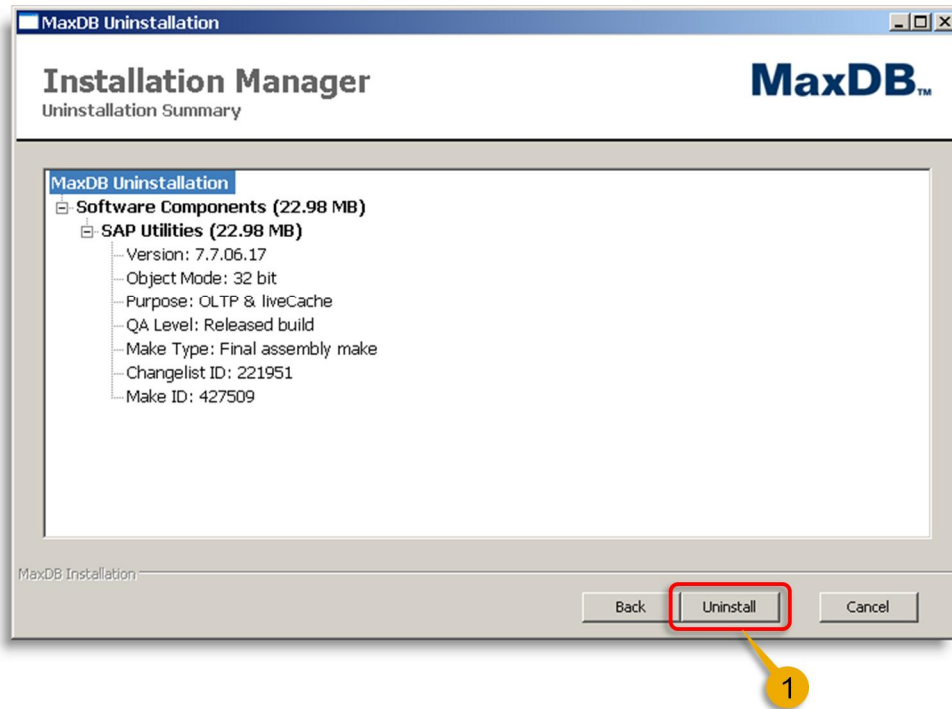 MaxDB Uninstallation
Installation Manager
Uninstallation Summary
MaxDB™
MaxDB Uninstallation
Software Components (22.98 MB)
SAP Utilities (22.98 MB)
Version: 7.7.06.17
Object Mode: 32 bit
Purpose: OLTP & liveCache
QA Level: Released build
Make Type: Final assembly make
Changelist ID: 221951
Make ID: 427509
MaxDB Installation
Back Uninstall Cancel
1